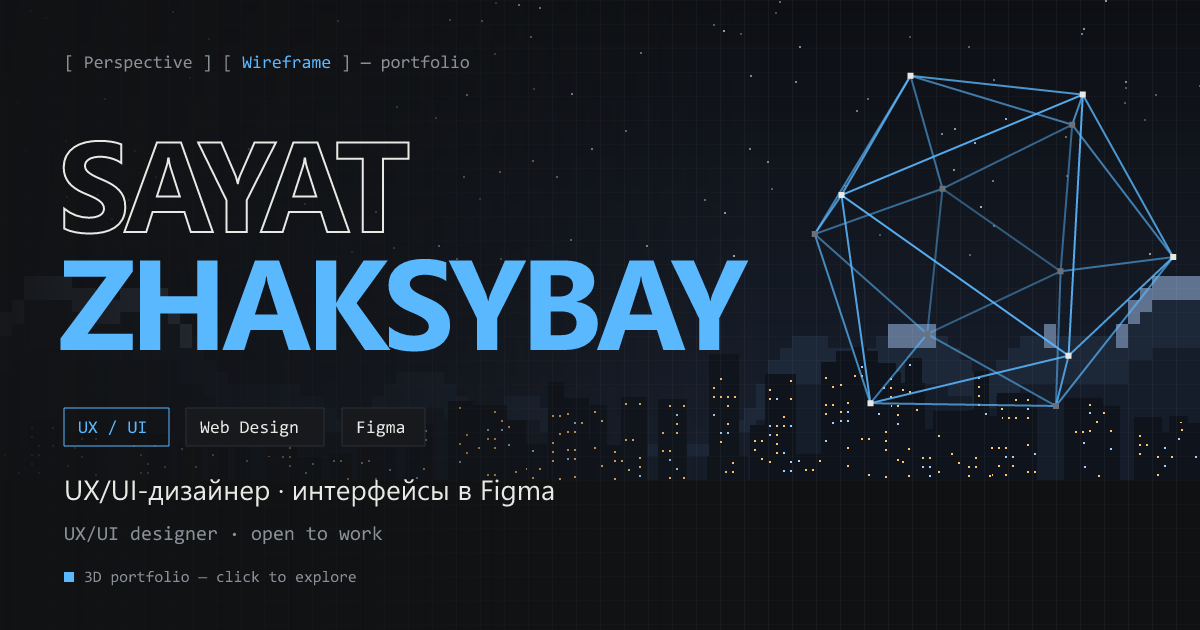 [ Perspective ] [ Wireframe ] — portfolio
SAYAT
ZHAKSYBAY
UX / UI
Web Design
Figma
UX/UI-дизайнер · интерфейсы в Figma
UX/UI designer · open to work
3D portfolio — click to explore